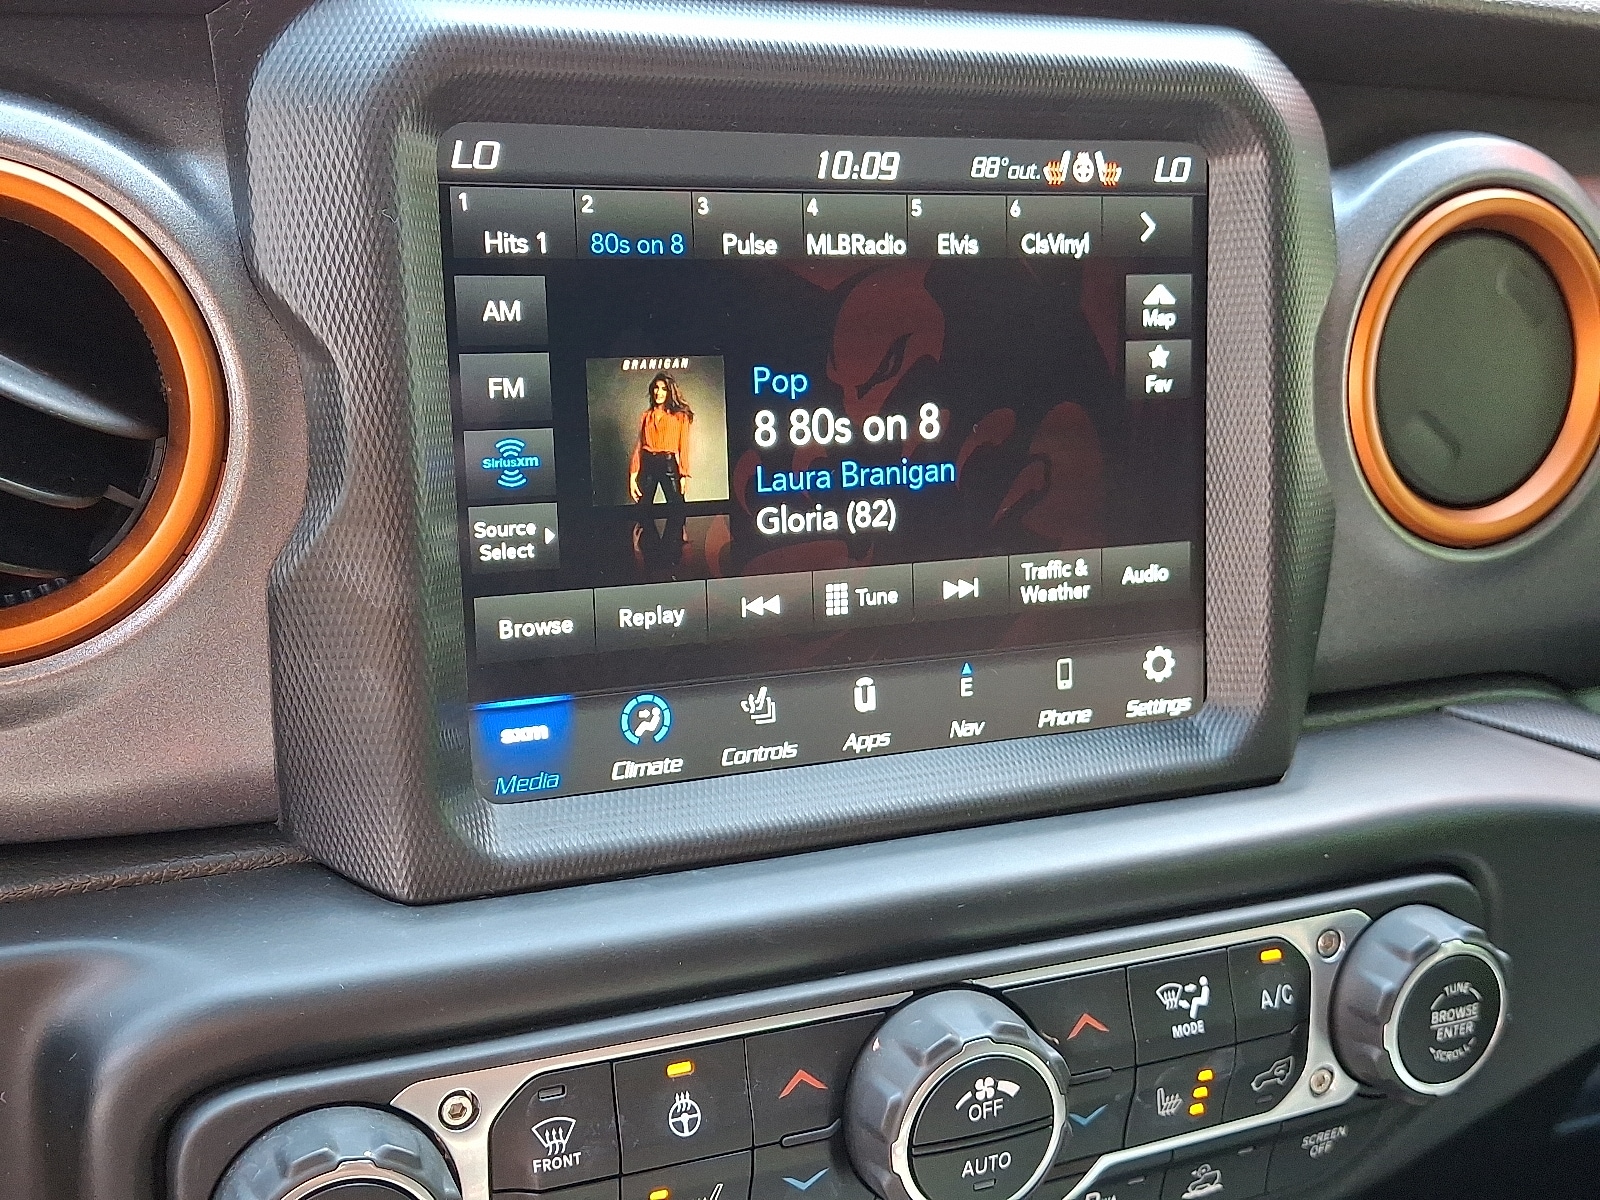 LO 10:09 88°out. LO
1 2 3 4 5 6
Hits 1 80s on 8 Pulse MLBRadio Elvis ClsVinyl
AM
Map
BRANIGAN
Pop
FM
Fav
8 80s on 8
SiriusXM
Laura Branigan
Source
Select
Gloria (82)
Browse Replay Tune Traffic & Weather Audio
sxm E
Media Climate Controls Apps Nav Phone Settings
TUNE
BROWSE
ENTER
SCROLL
A/C
MODE
OFF
FRONT
AUTO
SCREEN
OFF